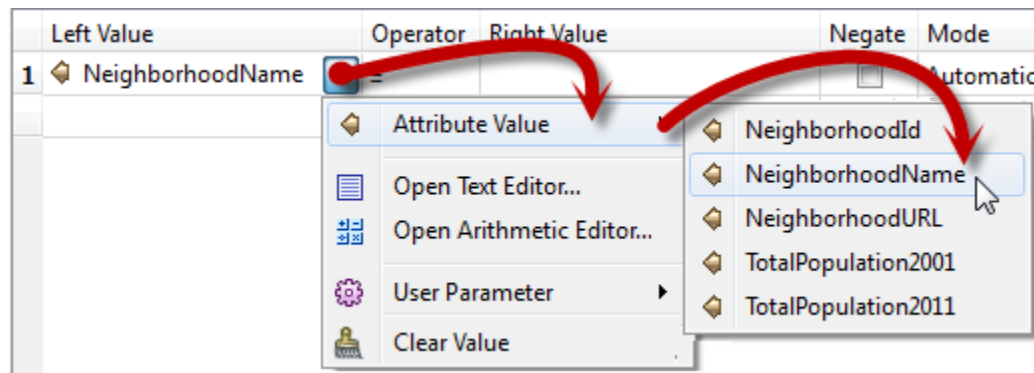 Left Value Operator Right Value Negate Mode
1 NeighborhoodName = Automatic
Attribute Value
Open Text Editor...
Open Arithmetic Editor...
User Parameter
Clear Value
NeighborhoodId
NeighborhoodName
NeighborhoodURL
TotalPopulation2001
TotalPopulation2011